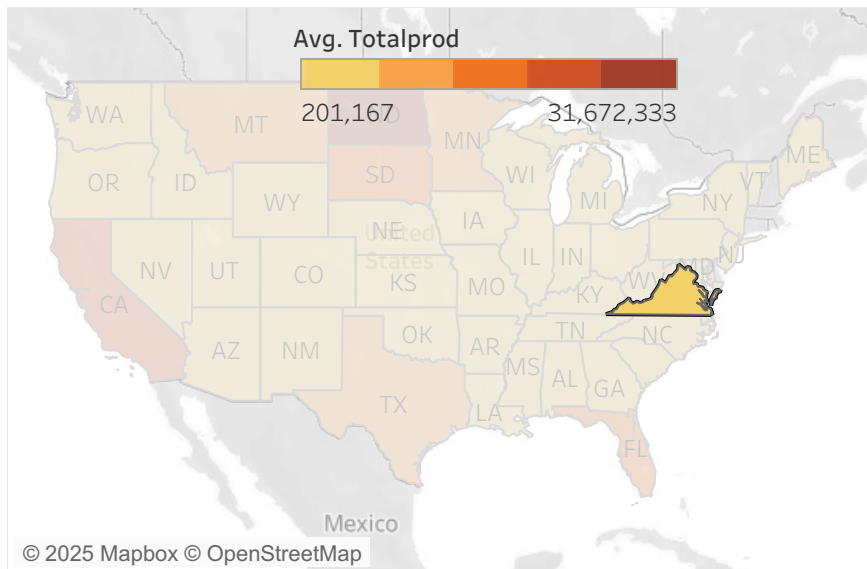 Avg. Totalprod
201,167 31,672,333
WA
MT
MN
ME
OR
ID
SD
WI
VT
WY
MI
NY
NE
IA
United
States
NV
UT
CO
IL
IN
NJ
MD
KS
MO
KY
WV
CA
OK
TN
NC
AZ
NM
AR
MS
AL
GA
TX
LA
FL
Mexico
© 2025 Mapbox © OpenStreetMap